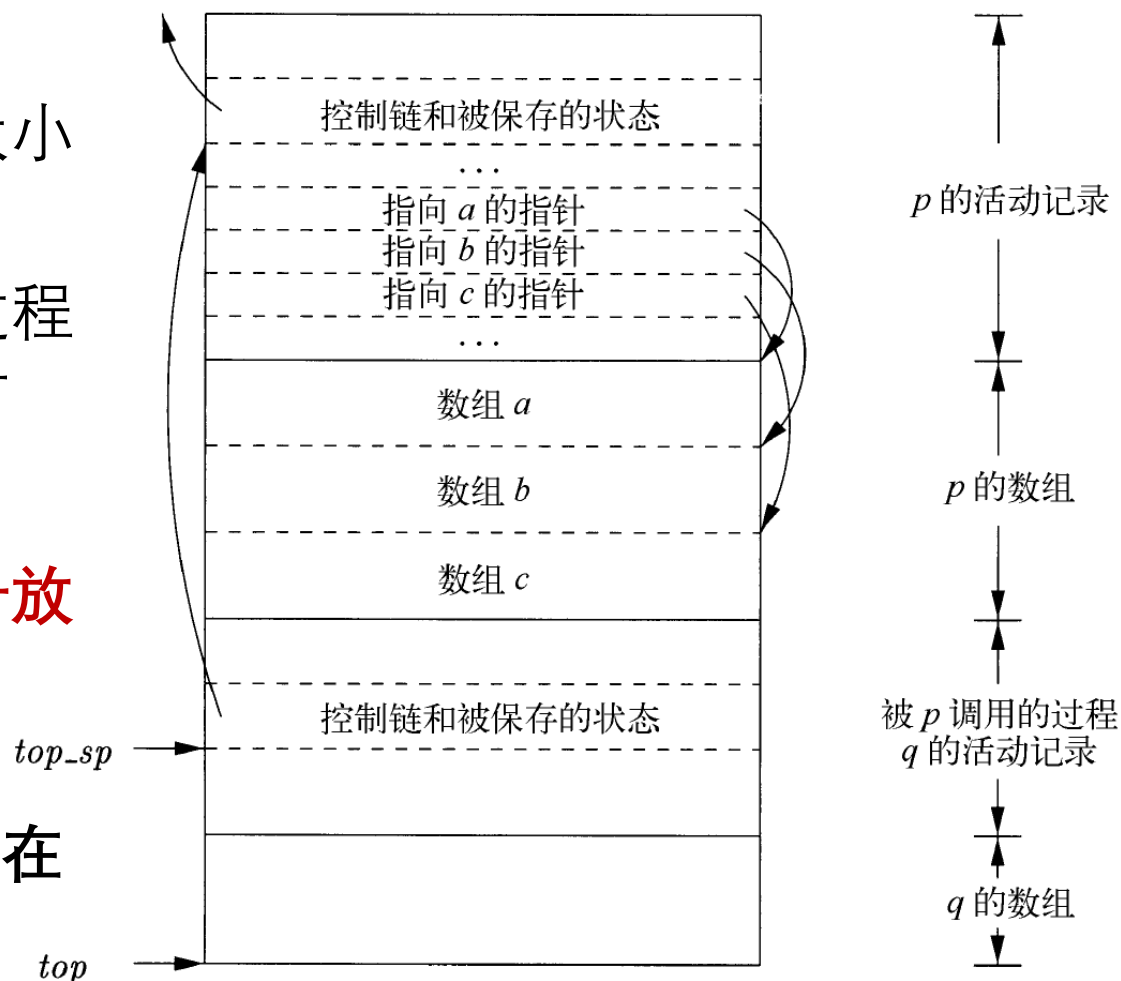 大小
过程
放
在
控制链和被保存的状态
...
指向 a 的指针
指向 b 的指针
指向 c 的指针
...
数组 a
数组 b
数组 c
控制链和被保存的状态
top_sp
top
p 的活动记录
p 的数组
被 p 调用的过程
q 的活动记录
q 的数组